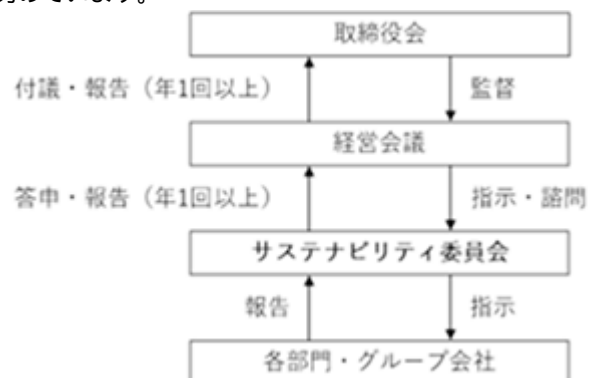 取締役会
付議・報告（年1回以上） 監督
経営会議
答申・報告（年1回以上） 指示・諮問
サステナビリティ委員会
報告 指示
各部門・グループ会社